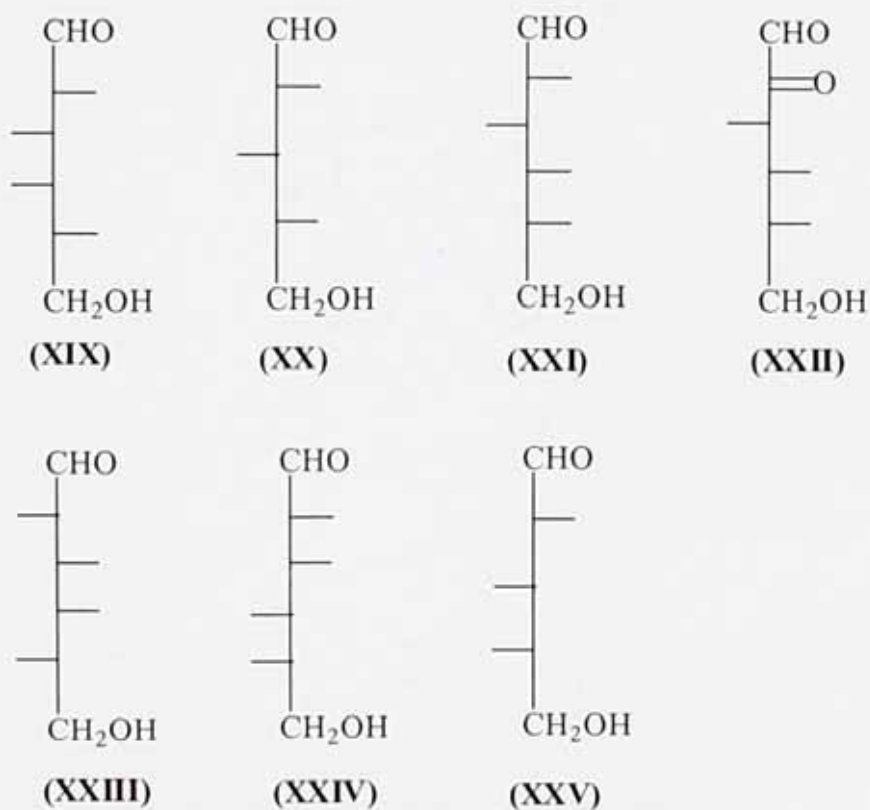 CHO CHO CHO CHO
O
CH₂OH CH₂OH CH₂OH CH₂OH
(XIX) (XX) (XXI) (XXII)
CHO CHO CHO
CH₂OH CH₂OH CH₂OH
(XXIII) (XXIV) (XXV)